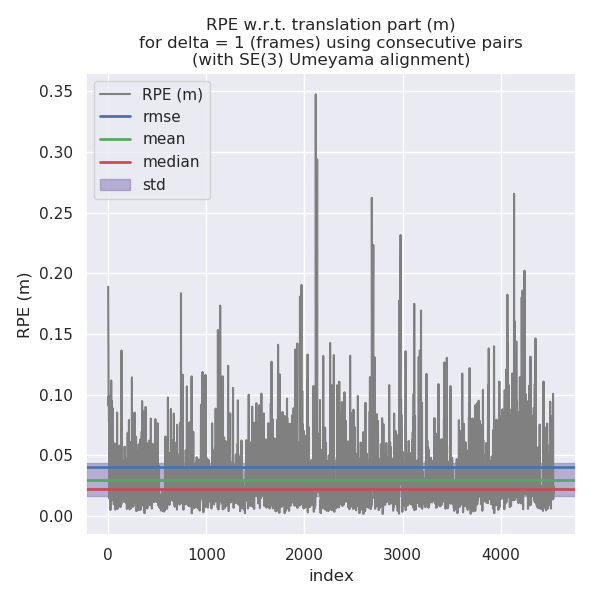 RPE w.r.t. translation part (m)
for delta = 1 (frames) using consecutive pairs
(with SE(3) Umeyama alignment)
RPE (m)
rmse
mean
median
std
0.35
0.30
0.25
0.20
0.15
0.10
0.05
0.00
RPE (m)
0
1000
2000
3000
4000
index